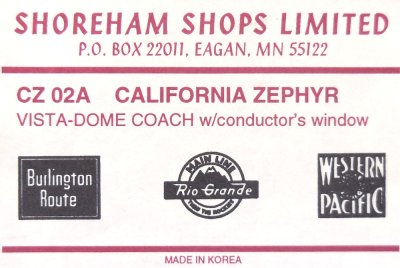 SHOREHAM SHOPS LIMITED
P.O. BOX 22011, EAGAN, MN 55122
CZ 02A CALIFORNIA ZEPHYR
VISTA-DOME COACH w/conductor's window
Burlington
Route
MAIN LINE
Rio Grande
THRU THE ROCKIES
WESTERN
PACIFIC
MADE IN KOREA